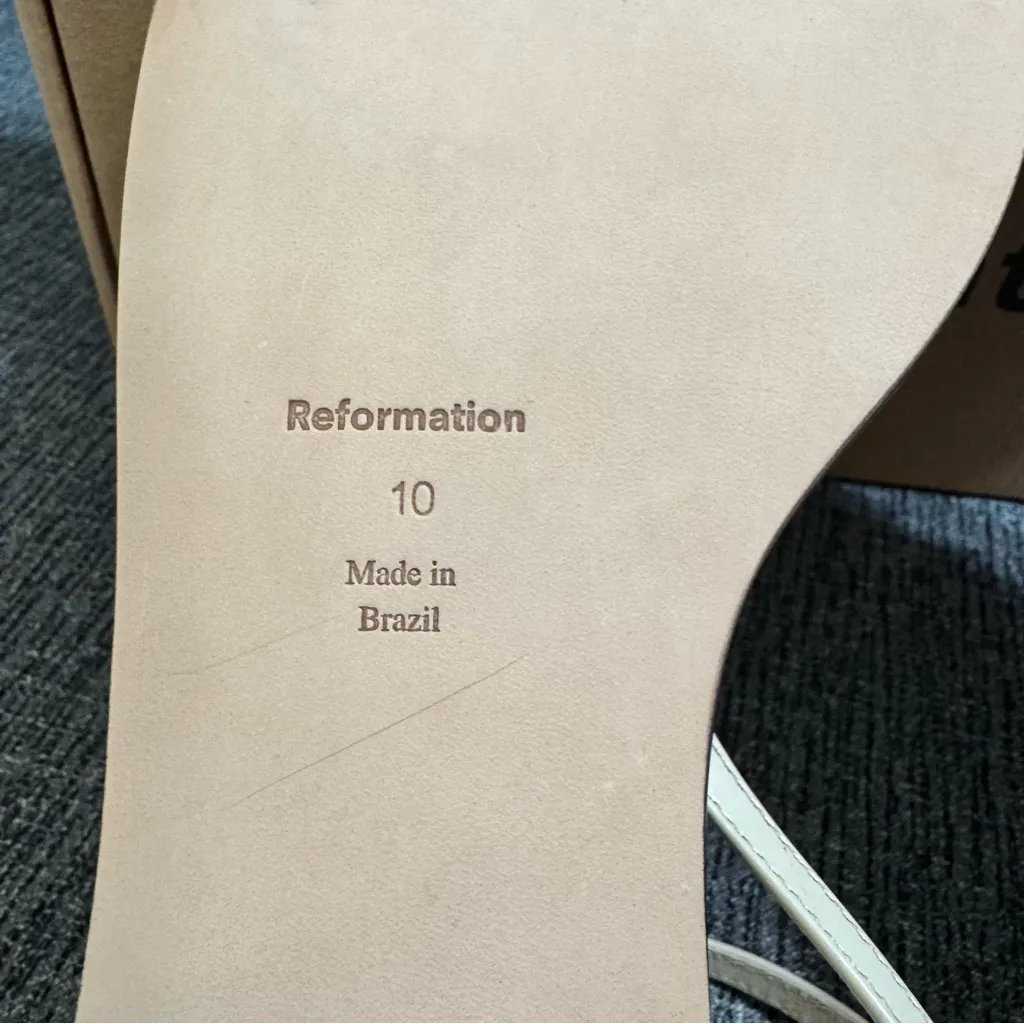 Reformation
10
Made in
Brazil